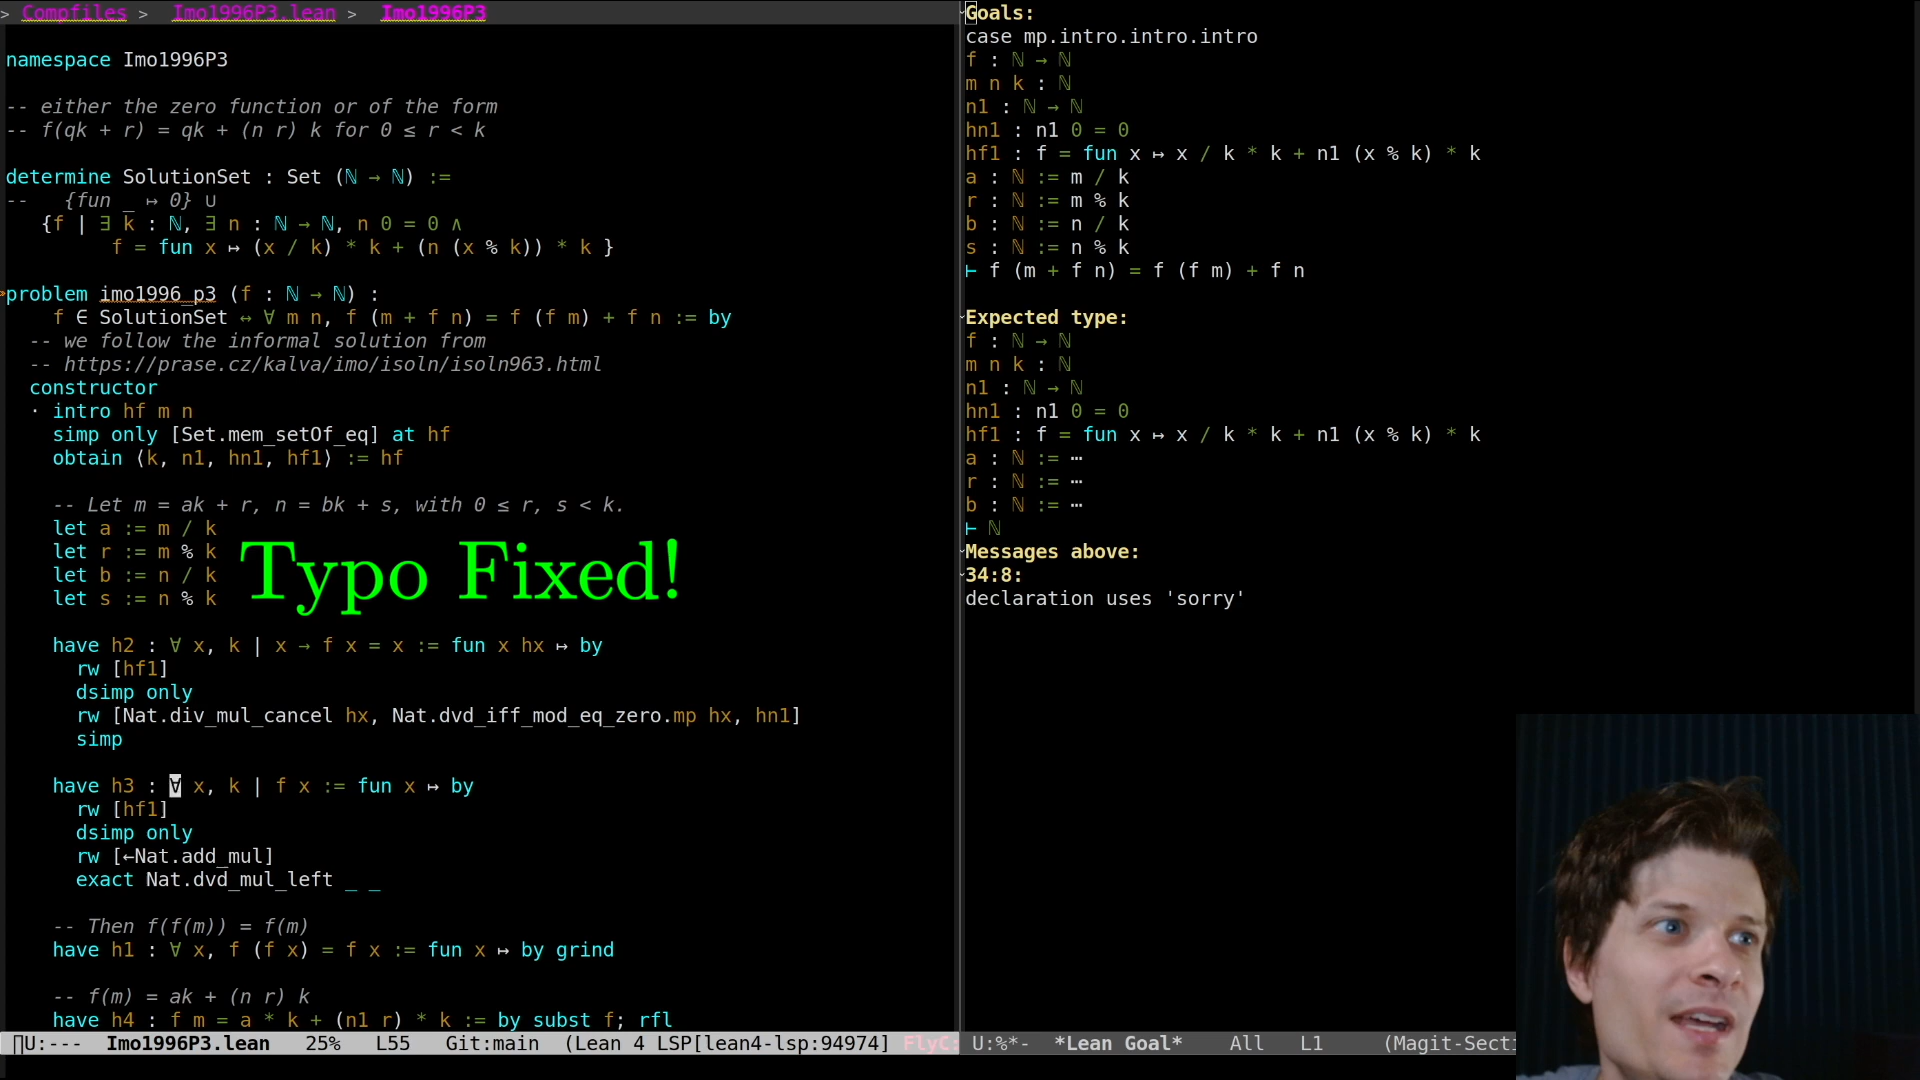 > Compfiles > Imo1996P3.lean > Imo1996P3
namespace Imo1996P3
-- either the zero function or of the form
-- f(qk + r) = qk + (n r) k for 0 ≤ r < k
determine SolutionSet : Set (ℕ → ℕ) :=
--   {fun _ ↦ 0} ∪
{f | ∃ k : ℕ, ∃ n : ℕ → ℕ, n 0 = 0 ∧
f = fun x ↦ (x / k) * k + (n (x % k)) * k }
problem imo1996_p3 (f : ℕ → ℕ) :
f ∈ SolutionSet ↔ ∀ m n, f (m + f n) = f (f m) + f n := by
-- we follow the informal solution from
-- https://prase.cz/kalva/imo/isoln/isoln963.html
constructor
· intro hf m n
simp only [Set.mem_setOf_eq] at hf
obtain ⟨k, n1, hn1, hf1⟩ := hf
-- Let m = ak + r, n = bk + s, with 0 ≤ r, s < k.
let a := m / k
let r := m % k
let b := n / k
let s := n % k
Typo Fixed!
have h2 : ∀ x, k | x → f x = x := fun x hx ↦ by
rw [hf1]
dsimp only
rw [Nat.div_mul_cancel hx, Nat.dvd_iff_mod_eq_zero.mp hx, hn1]
simp
have h3 : ∀ x, k | f x := fun x ↦ by
rw [hf1]
dsimp only
rw [←Nat.add_mul]
exact Nat.dvd_mul_left _ _
-- Then f(f(m)) = f(m)
have h1 : ∀ x, f (f x) = f x := fun x ↦ by grind
-- f(m) = ak + (n r) k
have h4 : f m = a * k + (n1 r) * k := by subst f; rfl
U:---  Imo1996P3.lean   25%   L55   Git:main  (Lean 4 LSP[lean4-lsp:94974] FlyC:
Goals:
case mp.intro.intro.intro
f : ℕ → ℕ
m n k : ℕ
n1 : ℕ → ℕ
hn1 : n1 0 = 0
hf1 : f = fun x ↦ x / k * k + n1 (x % k) * k
a : ℕ := m / k
r : ℕ := m % k
b : ℕ := n / k
s : ℕ := n % k
⊢ f (m + f n) = f (f m) + f n
Expected type:
f : ℕ → ℕ
m n k : ℕ
n1 : ℕ → ℕ
hn1 : n1 0 = 0
hf1 : f = fun x ↦ x / k * k + n1 (x % k) * k
a : ℕ := ⋯
r : ℕ := ⋯
b : ℕ := ⋯
⊢ ℕ
Messages above:
34:8:
declaration uses 'sorry'
U:%*-  *Lean Goal*    All   L1     (Magit-Secti